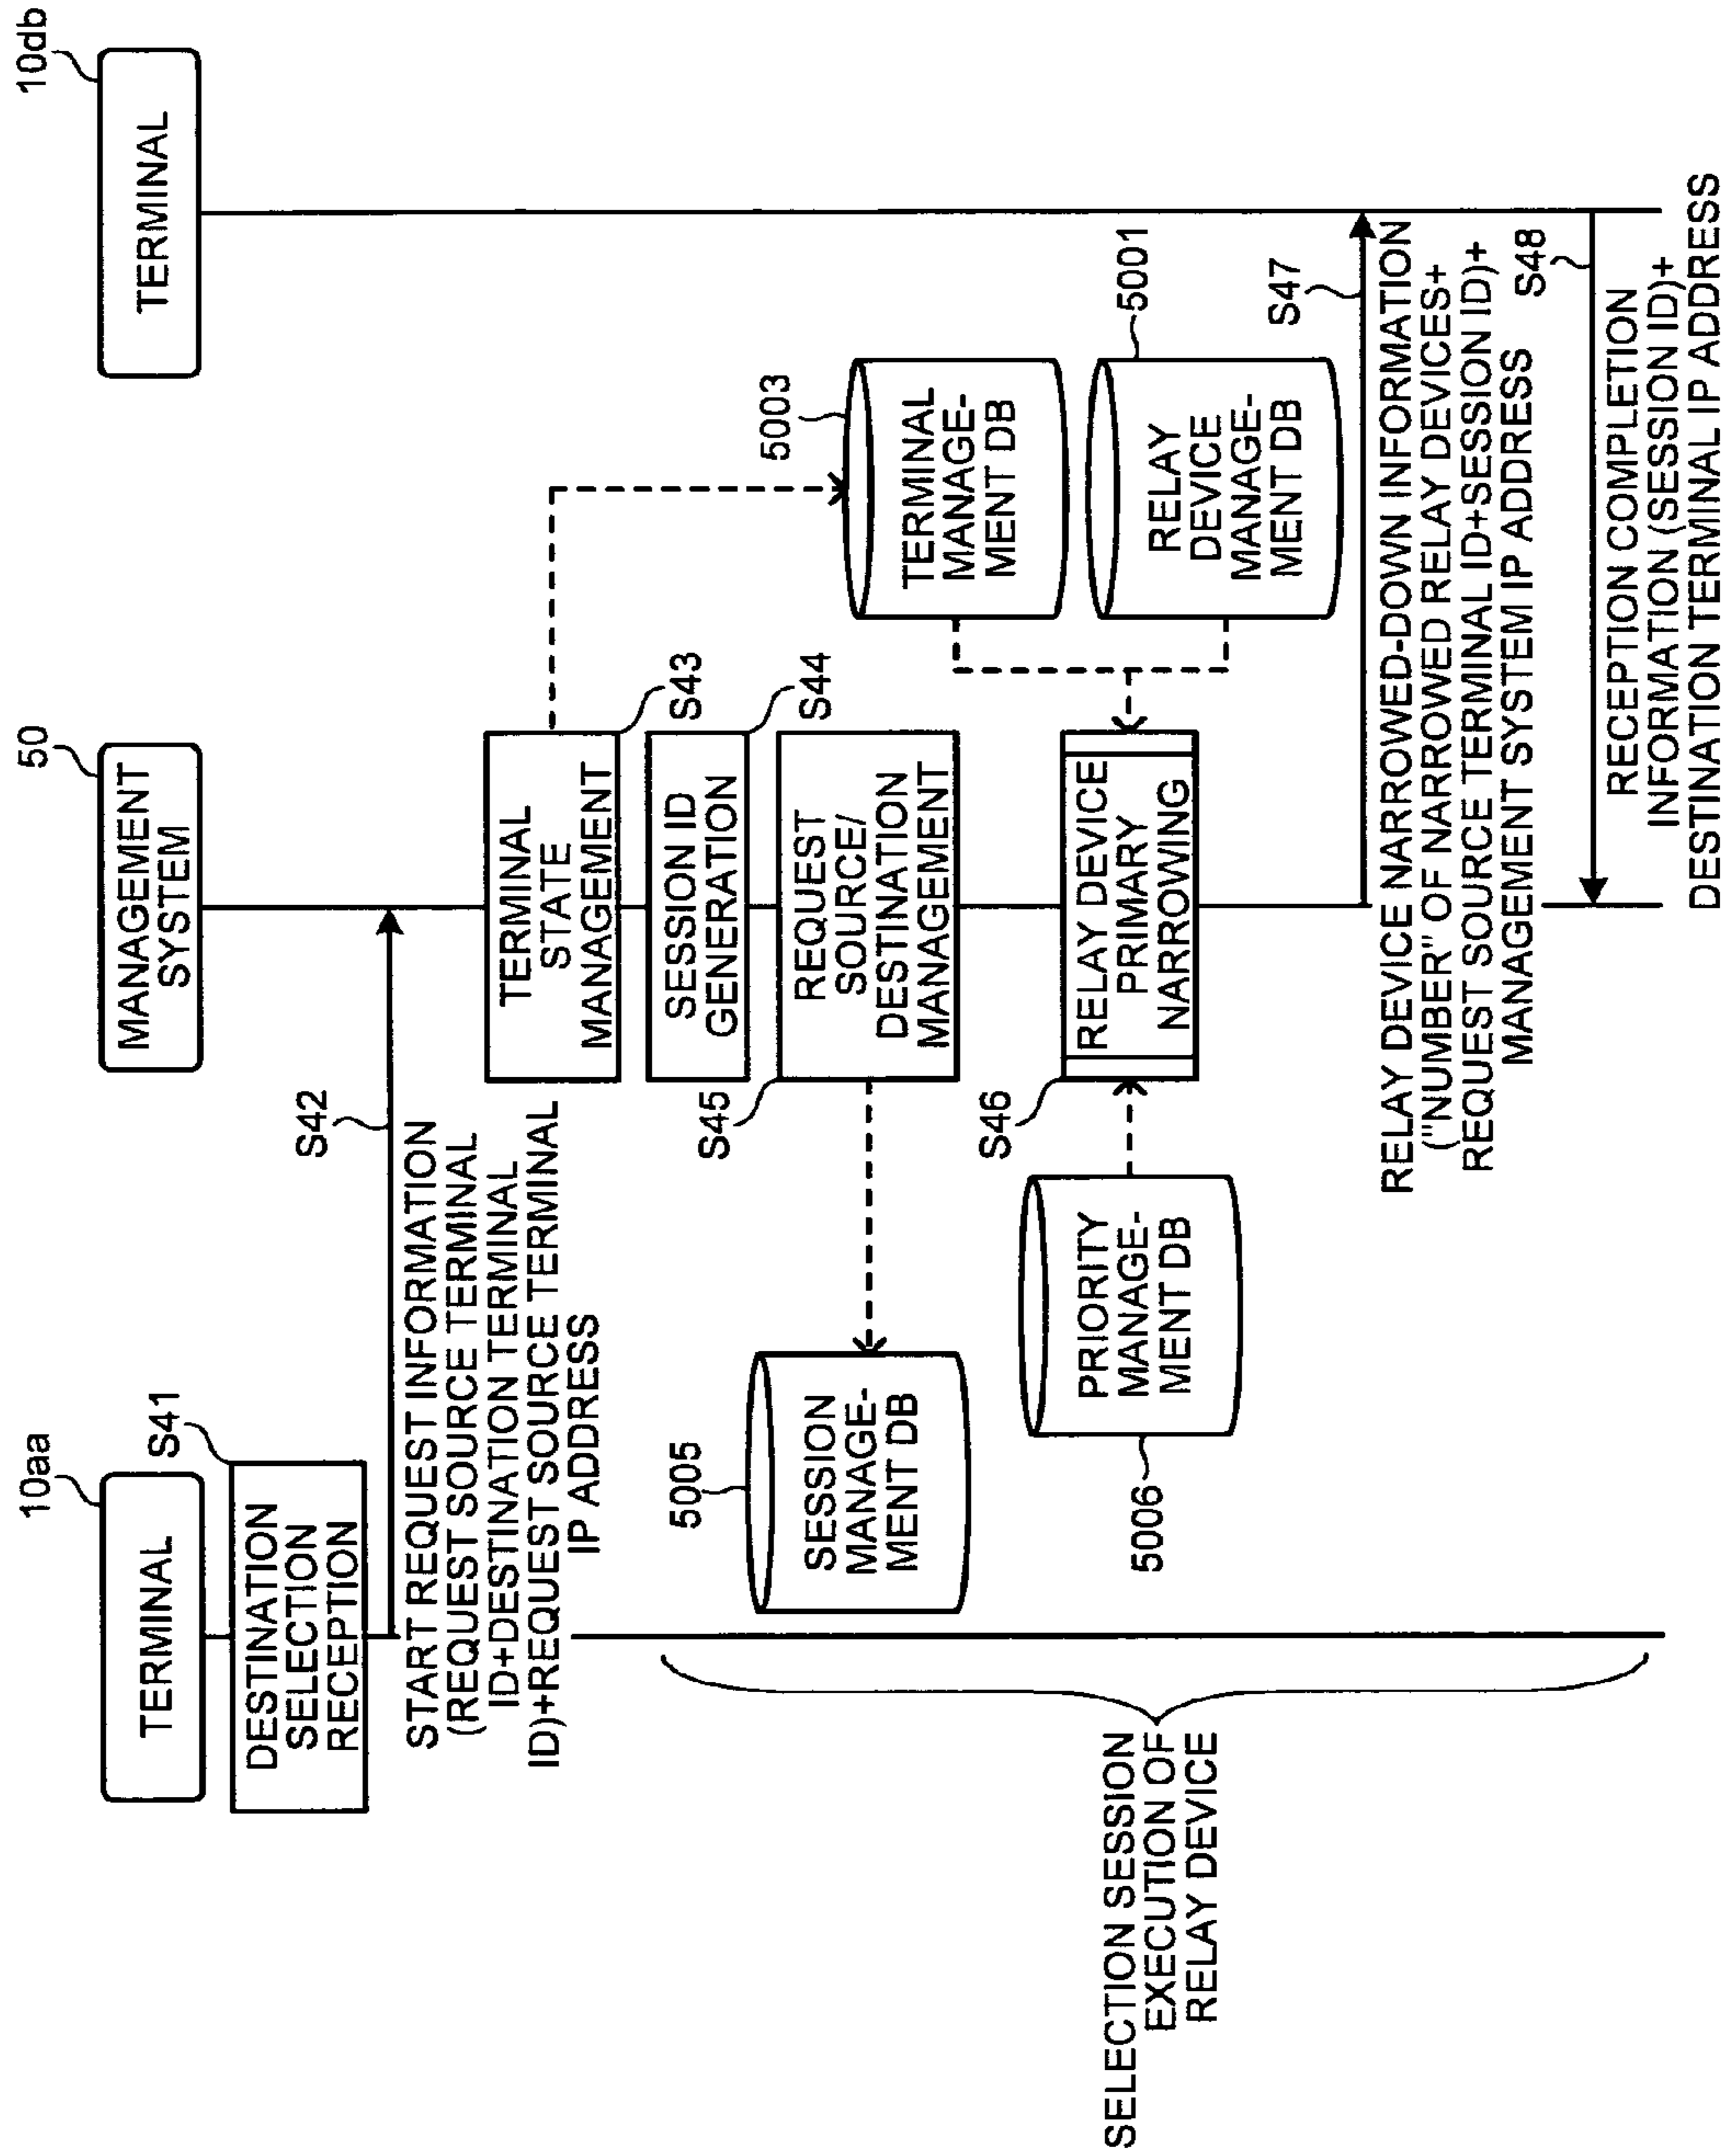 10aa
TERMINAL
50
MANAGEMENT
SYSTEM
10db
TERMINAL
S41
DESTINATION
SELECTION
RECEPTION
S42
START REQUEST INFORMATION
(REQUEST SOURCE TERMINAL
ID+DESTINATION TERMINAL
ID)+REQUEST SOURCE TERMINAL
IP ADDRESS
TERMINAL
STATE
MANAGEMENT
S43
SESSION ID
GENERATION
S44
REQUEST
SOURCE/
DESTINATION
MANAGEMENT
S45
5005
SESSION
MANAGE-
MENT DB
5003
TERMINAL
MANAGE-
MENT DB
5001
RELAY
DEVICE
MANAGE-
MENT DB
S46
RELAY DEVICE
PRIMARY
NARROWING
PRIORITY
MANAGE-
MENT DB
5006
SELECTION SESSION
EXECUTION OF
RELAY DEVICE
S47
RELAY DEVICE NARROWED-DOWN INFORMATION
("NUMBER" OF NARROWED RELAY DEVICES+
REQUEST SOURCE TERMINAL ID+SESSION ID)+
MANAGEMENT SYSTEM IP ADDRESS
S48
RECEPTION COMPLETION
INFORMATION (SESSION ID)+
DESTINATION TERMINAL IP ADDRESS